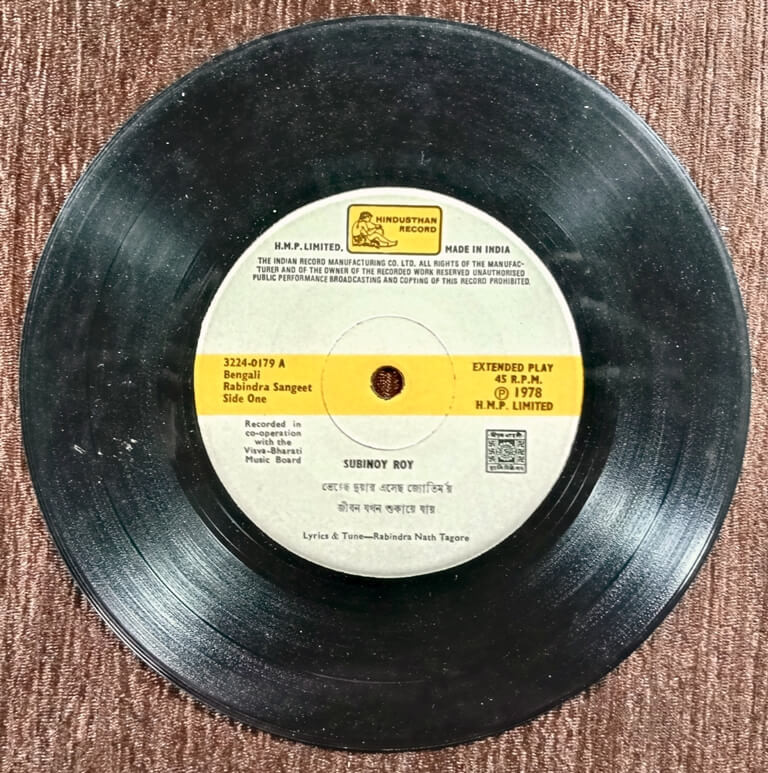 HINDUSTHAN
RECORD
H.M.P. LIMITED. MADE IN INDIA
THE INDIAN RECORD MANUFACTURING CO. LTD. ALL RIGHTS OF THE MANUFAC-
TURER AND OF THE OWNER OF THE RECORDED WORK RESERVED UNAUTHORISED
PUBLIC PERFORMANCE BROADCASTING AND COPYING OF THIS RECORD PROHIBITED.
3224-0179 A
Bengali
Rabindra Sangeet
Side One
EXTENDED PLAY
45 R.P.M.
Ⓟ 1978
H.M.P. LIMITED
Recorded in
co-operation
with the
Visva-Bharati
Music Board
SUBINOY ROY
ভেঙেছ দুয়ার এসেছ জ্যোতির্ময়
জীবন যখন শুকায়ে যায়
Lyrics & Tune—Rabindra Nath Tagore